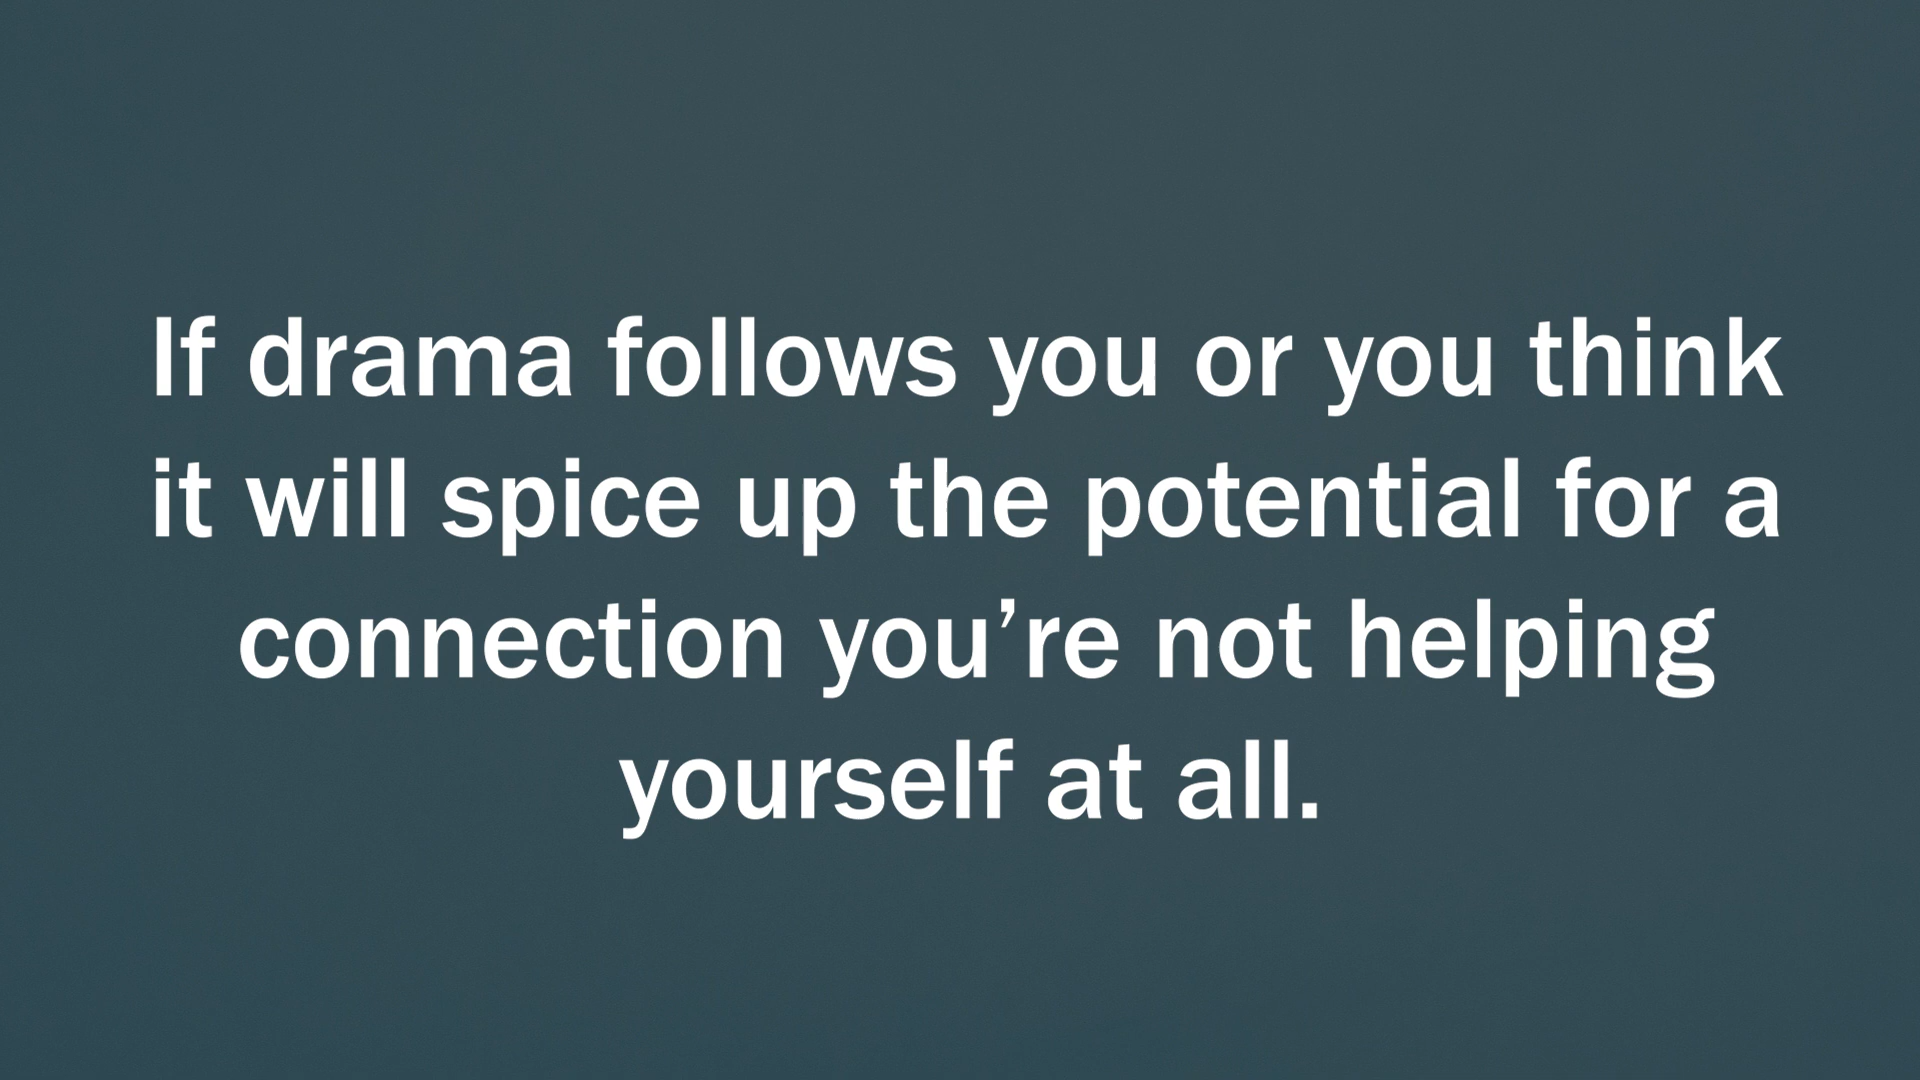 If drama follows you or you think
it will spice up the potential for a
connection you’re not helping
yourself at all.